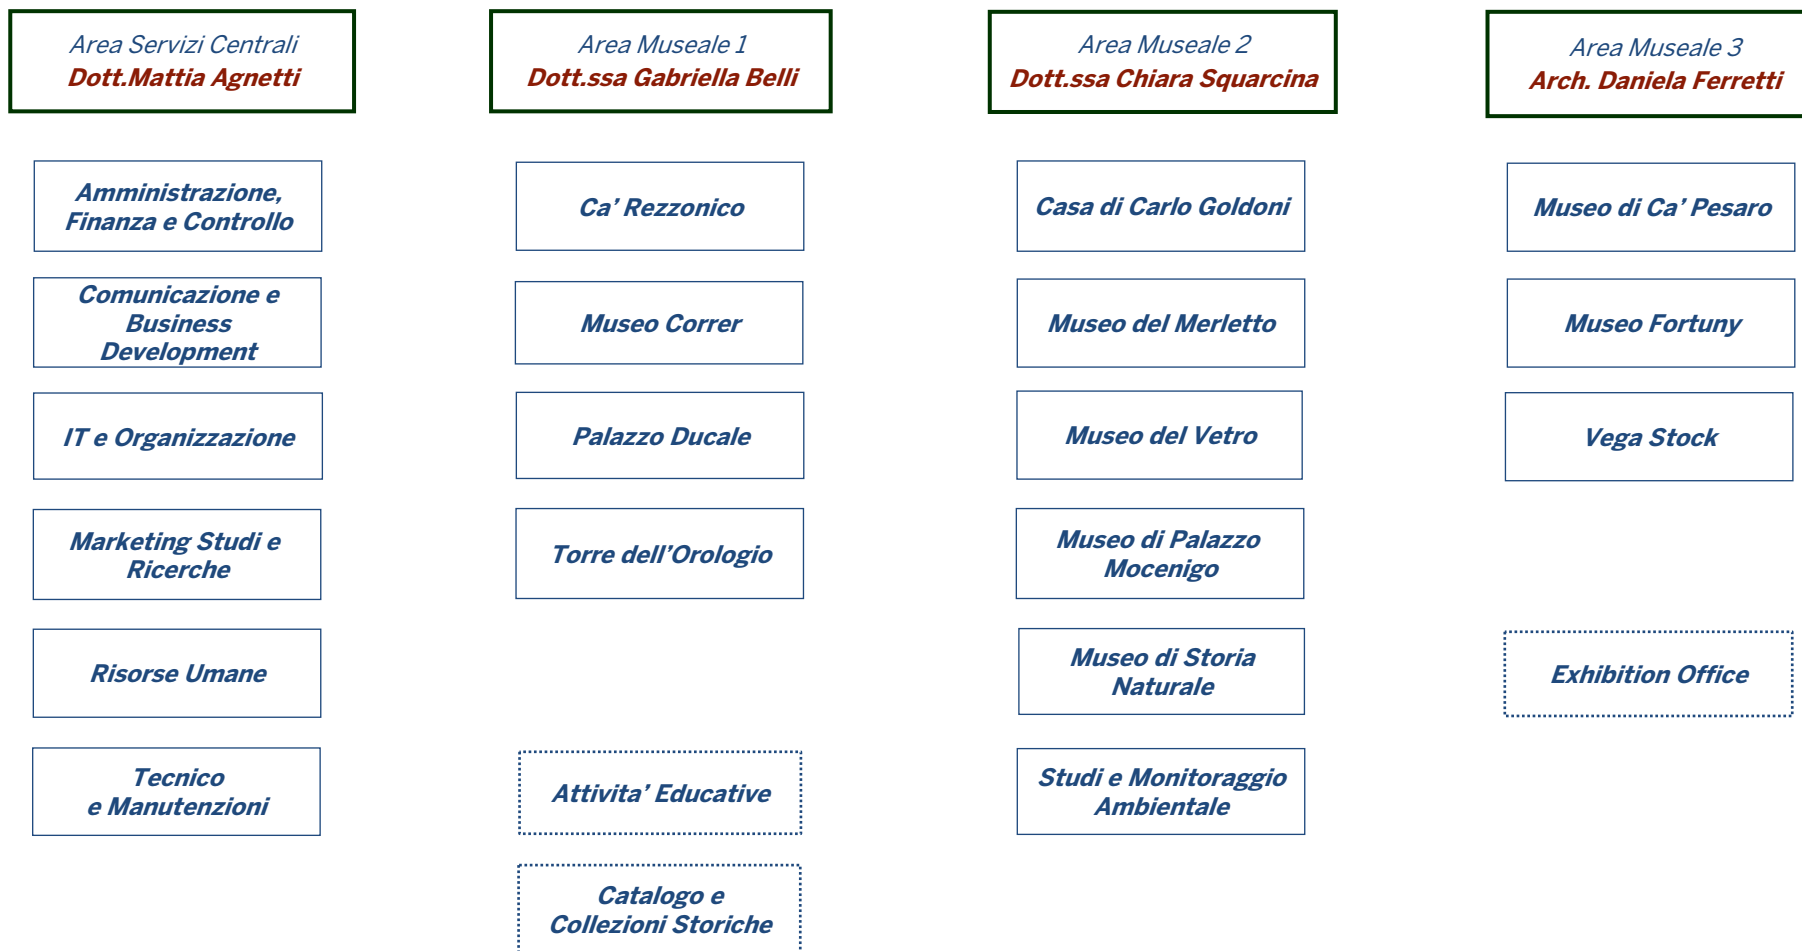 Area Servizi Centrali
Dott.Mattia Agnetti
Amministrazione,
Finanza e Controllo
Comunicazione e
Business
Development
IT e Organizzazione
Marketing Studi e
Ricerche
Risorse Umane
Tecnico
e Manutenzioni
Area Museale 1
Dott.ssa Gabriella Belli
Ca’ Rezzonico
Museo Correr
Palazzo Ducale
Torre dell’Orologio
Attivita’ Educative
Catalogo e
Collezioni Storiche
Area Museale 2
Dott.ssa Chiara Squarcina
Casa di Carlo Goldoni
Museo del Merletto
Museo del Vetro
Museo di Palazzo
Mocenigo
Museo di Storia
Naturale
Studi e Monitoraggio
Ambientale
Area Museale 3
Arch. Daniela Ferretti
Museo di Ca’ Pesaro
Museo Fortuny
Vega Stock
Exhibition Office